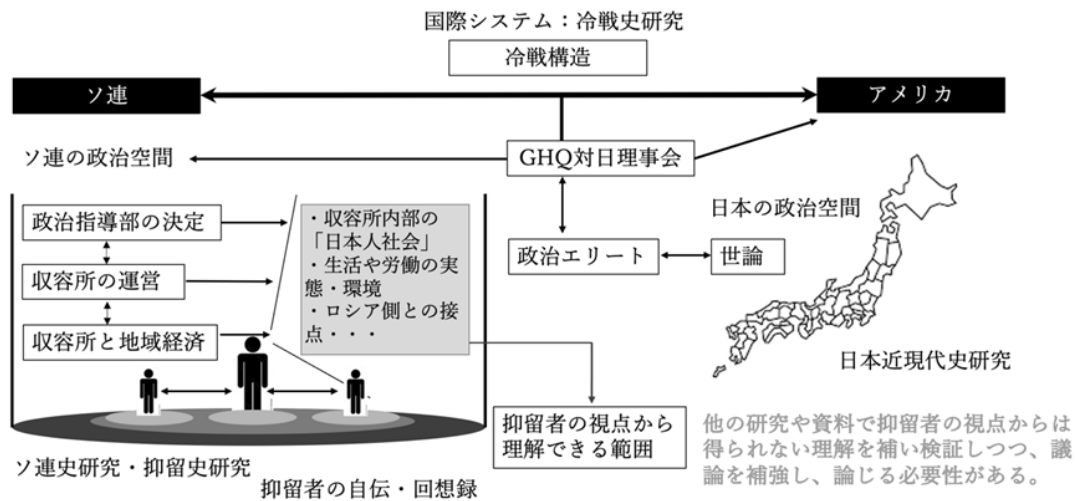 国際システム：冷戦史研究
冷戦構造
ソ連
アメリカ
ソ連の政治空間
GHQ対日理事会
日本の政治空間
政治指導部の決定
収容所の運営
収容所と地域経済
・収容所内部の
「日本人社会」
・生活や労働の実
態・環境
・ロシア側との接
点・・・
政治エリート
世論
日本近現代史研究
抑留者の視点から
理解できる範囲
他の研究や資料で抑留者の視点からは
得られない理解を補い検証しつつ、議
論を補強し、論じる必要性がある。
ソ連史研究・抑留史研究
抑留者の自伝・回想録